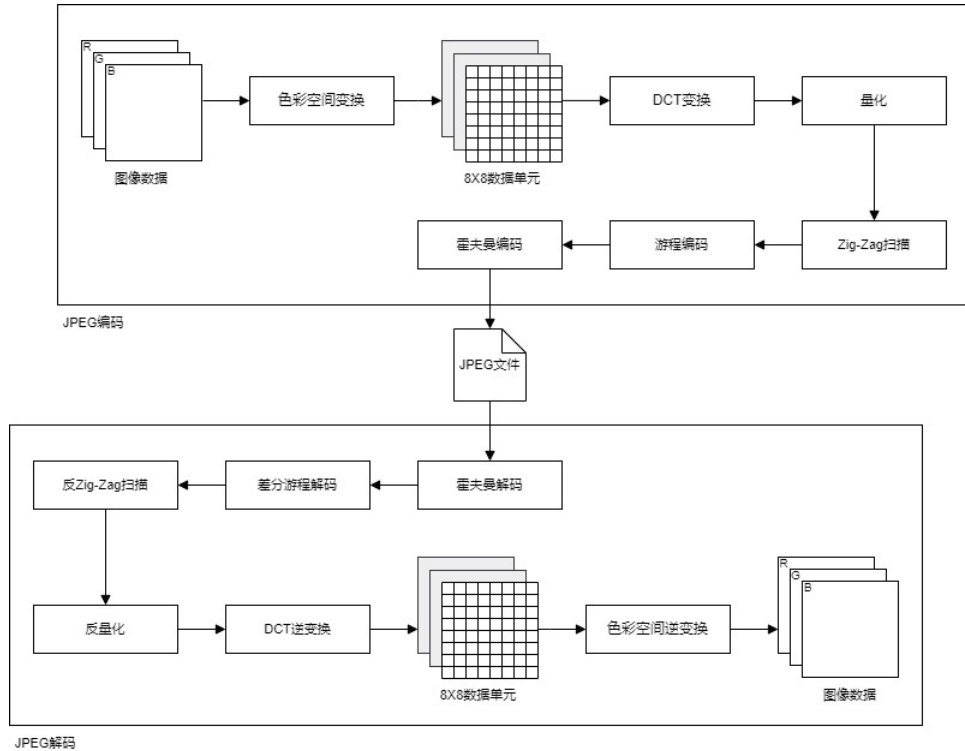 R
G
B
图像数据
色彩空间变换
8X8数据单元
DCT变换
量化
Zig-Zag扫描
游程编码
霍夫曼编码
JPEG编码
JPEG文件
霍夫曼解码
差分游程解码
反Zig-Zag扫描
反量化
DCT逆变换
8X8数据单元
色彩空间逆变换
R
G
B
图像数据
JPEG解码